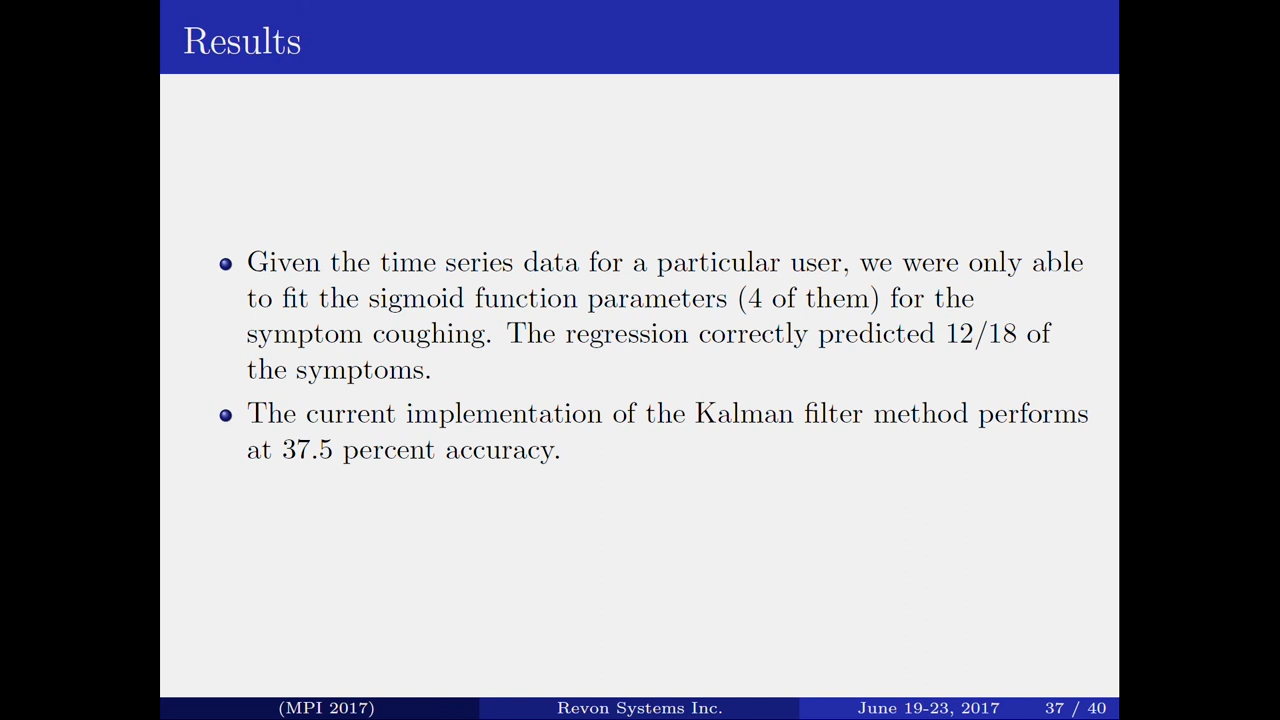 Results
Given the time series data for a particular user, we were only able
to fit the sigmoid function parameters (4 of them) for the
symptom coughing. The regression correctly predicted 12/18 of
the symptoms.
The current implementation of the Kalman filter method performs
at 37.5 percent accuracy.
(MPI 2017) Revon Systems Inc. June 19-23, 2017 37 / 40